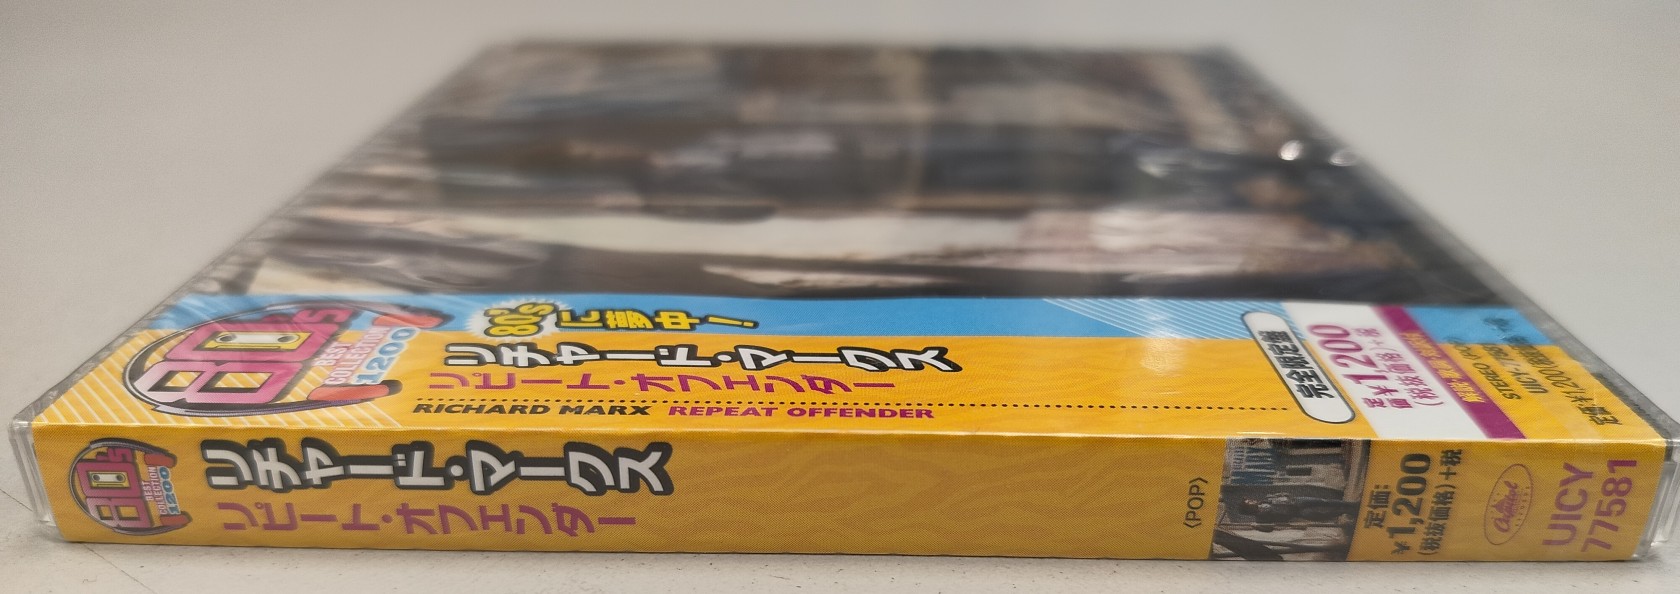 80's
BEST
COLLECTION
1200
80'sに夢中!
リチャード・マークス
リピート・オフェンダー
RICHARD MARX REPEAT OFFENDER
完全限定盤
定価¥1,200
(税抜価格)+税
STEREO
80's
BEST
COLLECTION
1200
リチャード・マークス
リピート・オフェンダー
〈POP〉
定価:
¥1,200
(税抜価格)+税
Capitol
UICY
77581